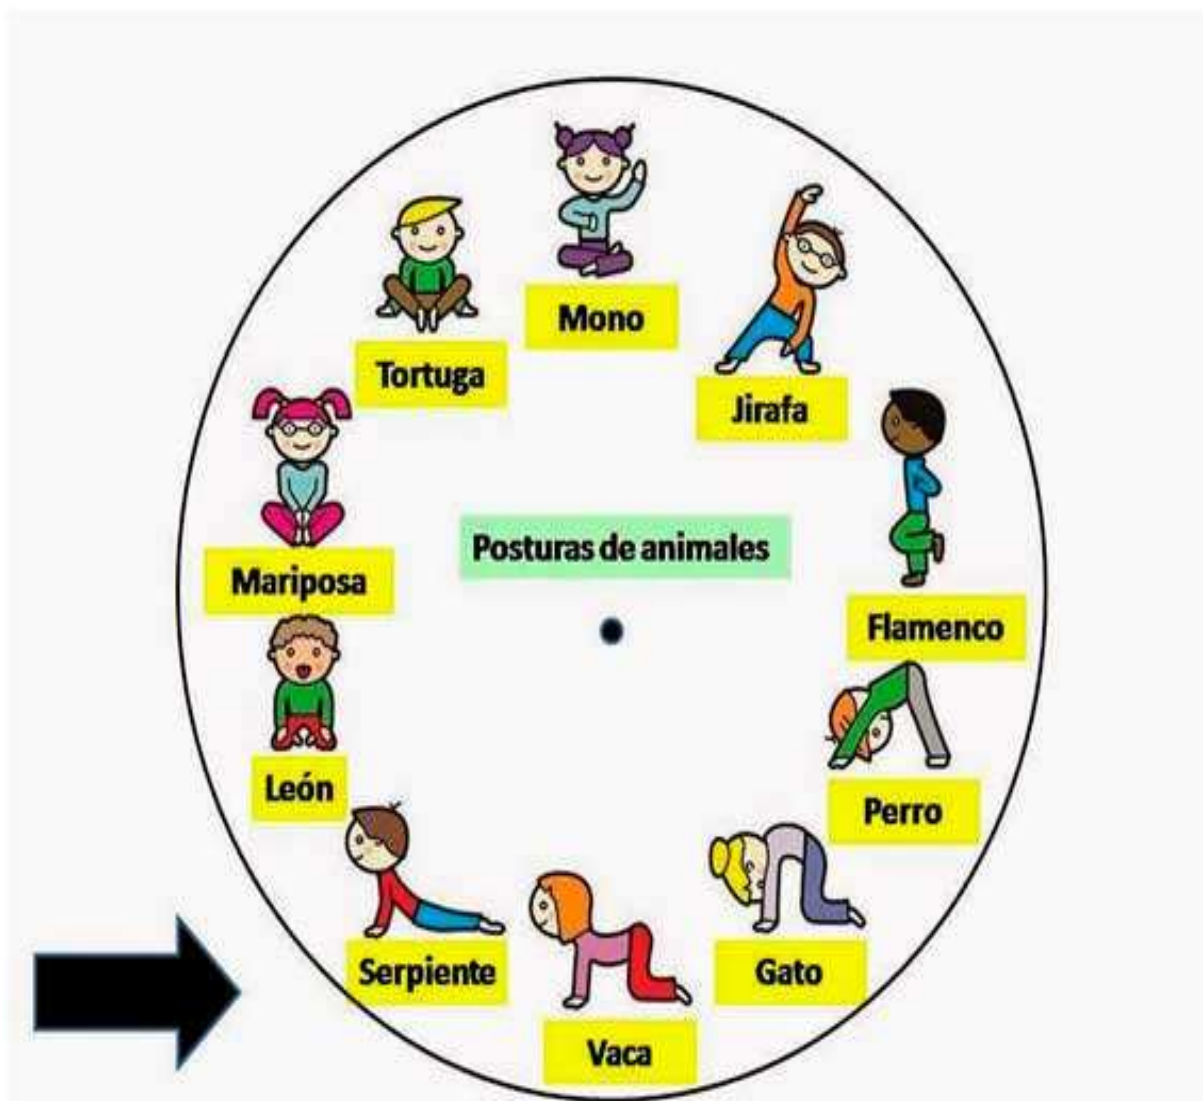 Mono
Tortuga
Jirafa
Posturas de animales
Mariposa
Flamenco
León
Perro
Serpiente
Gato
Vaca